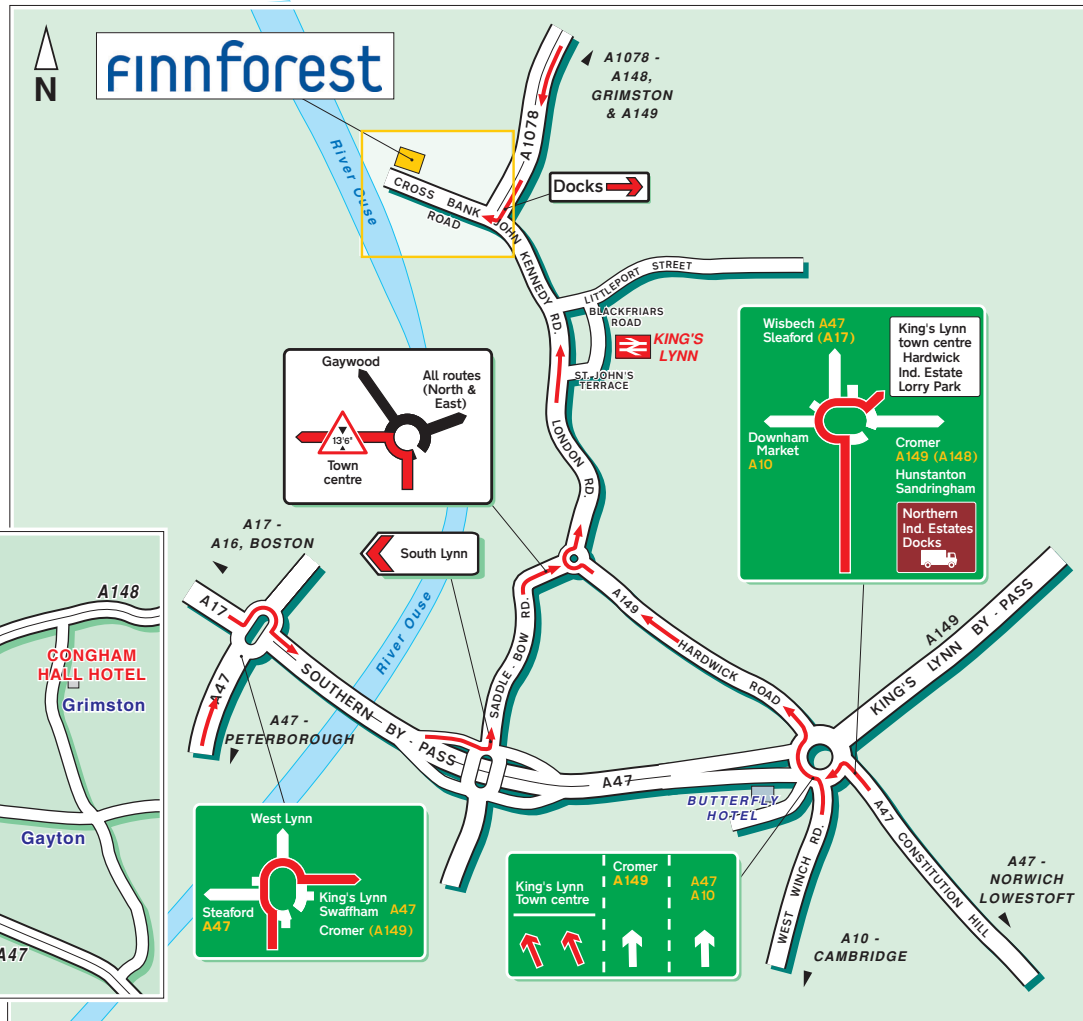 finnforest
N
A1078 -
A148,
GRIMSTON
& A149
A1078
River Ouse
Docks
CROSS BANK
ROAD
JOHN KENNEDY RD.
LITTLEPORT STREET
BLACKFRIARS
ROAD
KING'S
LYNN
ST. JOHN'S
TERRACE
LONDON RD.
Gaywood
All routes
(North &
East)
13'6"
Town
centre
Wisbech A47
Sleaford (A17)
King's Lynn
town centre
Hardwick
Ind. Estate
Lorry Park
Downham
Market
A10
Cromer
A149 (A148)
Hunstanton
Sandringham
Northern
Ind. Estates
Docks
A17 -
A16, BOSTON
South Lynn
A17
River Ouse
SADDLE-BOW RD.
A149
HARDWICK ROAD
A149
KING'S LYNN BY - PASS
A148
CONGHAM
HALL HOTEL
Grimston
Gayton
A47
A47
SOUTHERN BY - PASS
A47 -
PETERBOROUGH
A47
BUTTERFLY
HOTEL
WEST WINCH RD.
A47 CONSTITUTION HILL
A47 -
NORWICH
LOWESTOFT
A10 -
CAMBRIDGE
West Lynn
Steaford
A47
King's Lynn
Swaffham A47
Cromer (A149)
King's Lynn
Town centre
Cromer
A149
A47
A10